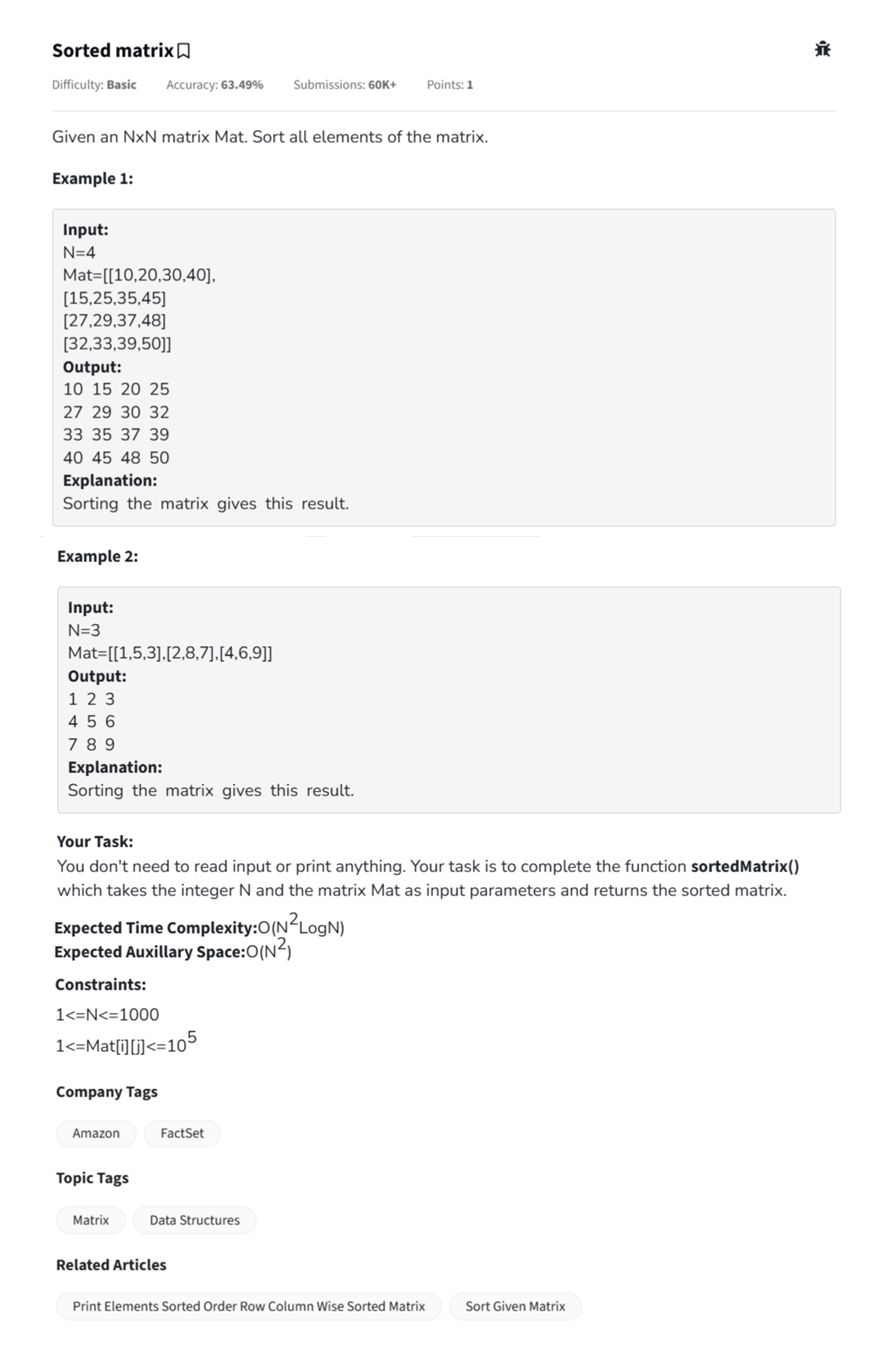 Sorted matrix
Difficulty: Basic Accuracy: 63.49% Submissions: 60K+ Points: 1
Given an NxN matrix Mat. Sort all elements of the matrix.
Example 1:
Input:
N=4
Mat=[[10,20,30,40],
[15,25,35,45]
[27,29,37,48]
[32,33,39,50]]
Output:
10 15 20 25
27 29 30 32
33 35 37 39
40 45 48 50
Explanation:
Sorting the matrix gives this result.
Example 2:
Input:
N=3
Mat=[[1,5,3],[2,8,7],[4,6,9]]
Output:
1 2 3
4 5 6
7 8 9
Explanation:
Sorting the matrix gives this result.
Your Task:
You don't need to read input or print anything. Your task is to complete the function sortedMatrix()
which takes the integer N and the matrix Mat as input parameters and returns the sorted matrix.
Expected Time Complexity:O(N²LogN)
Expected Auxillary Space:O(N²)
Constraints:
1<=N<=1000
1<=Mat[i][j]<=10⁵
Company Tags
Amazon FactSet
Topic Tags
Matrix Data Structures
Related Articles
Print Elements Sorted Order Row Column Wise Sorted Matrix Sort Given Matrix